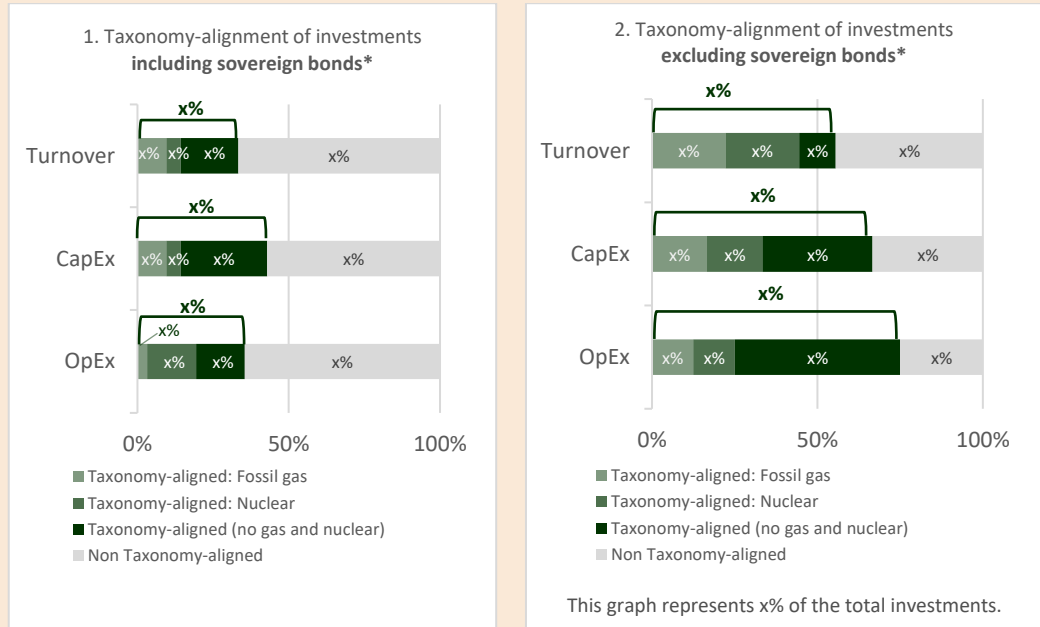 1. Taxonomy-alignment of investments
including sovereign bonds*
x%
Turnover
x% x% x% x%
x%
CapEx
x% x% x% x%
x%
x%
OpEx
x% x% x%
0% 50% 100%
Taxonomy-aligned: Fossil gas
Taxonomy-aligned: Nuclear
Taxonomy-aligned (no gas and nuclear)
Non Taxonomy-aligned
2. Taxonomy-alignment of investments
excluding sovereign bonds*
x%
Turnover
x% x% x% x%
x%
CapEx
x% x% x% x%
x%
OpEx
x% x% x% x%
0% 50% 100%
Taxonomy-aligned: Fossil gas
Taxonomy-aligned: Nuclear
Taxonomy-aligned (no gas and nuclear)
Non Taxonomy-aligned
This graph represents x% of the total investments.